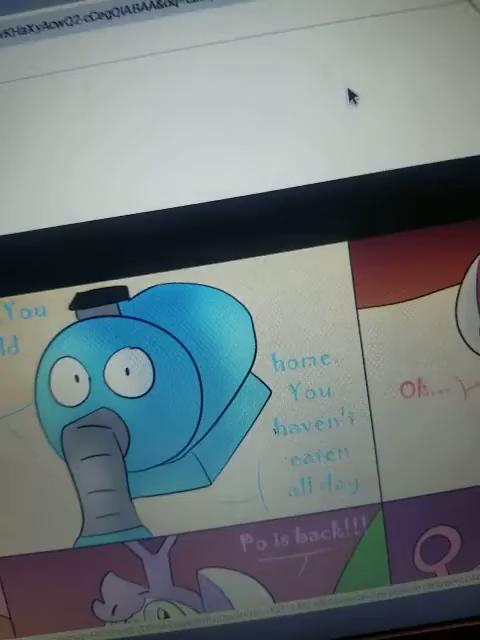 You
ld
home.
You
haven't
eaten
all day
Ok...
Po is back!!!